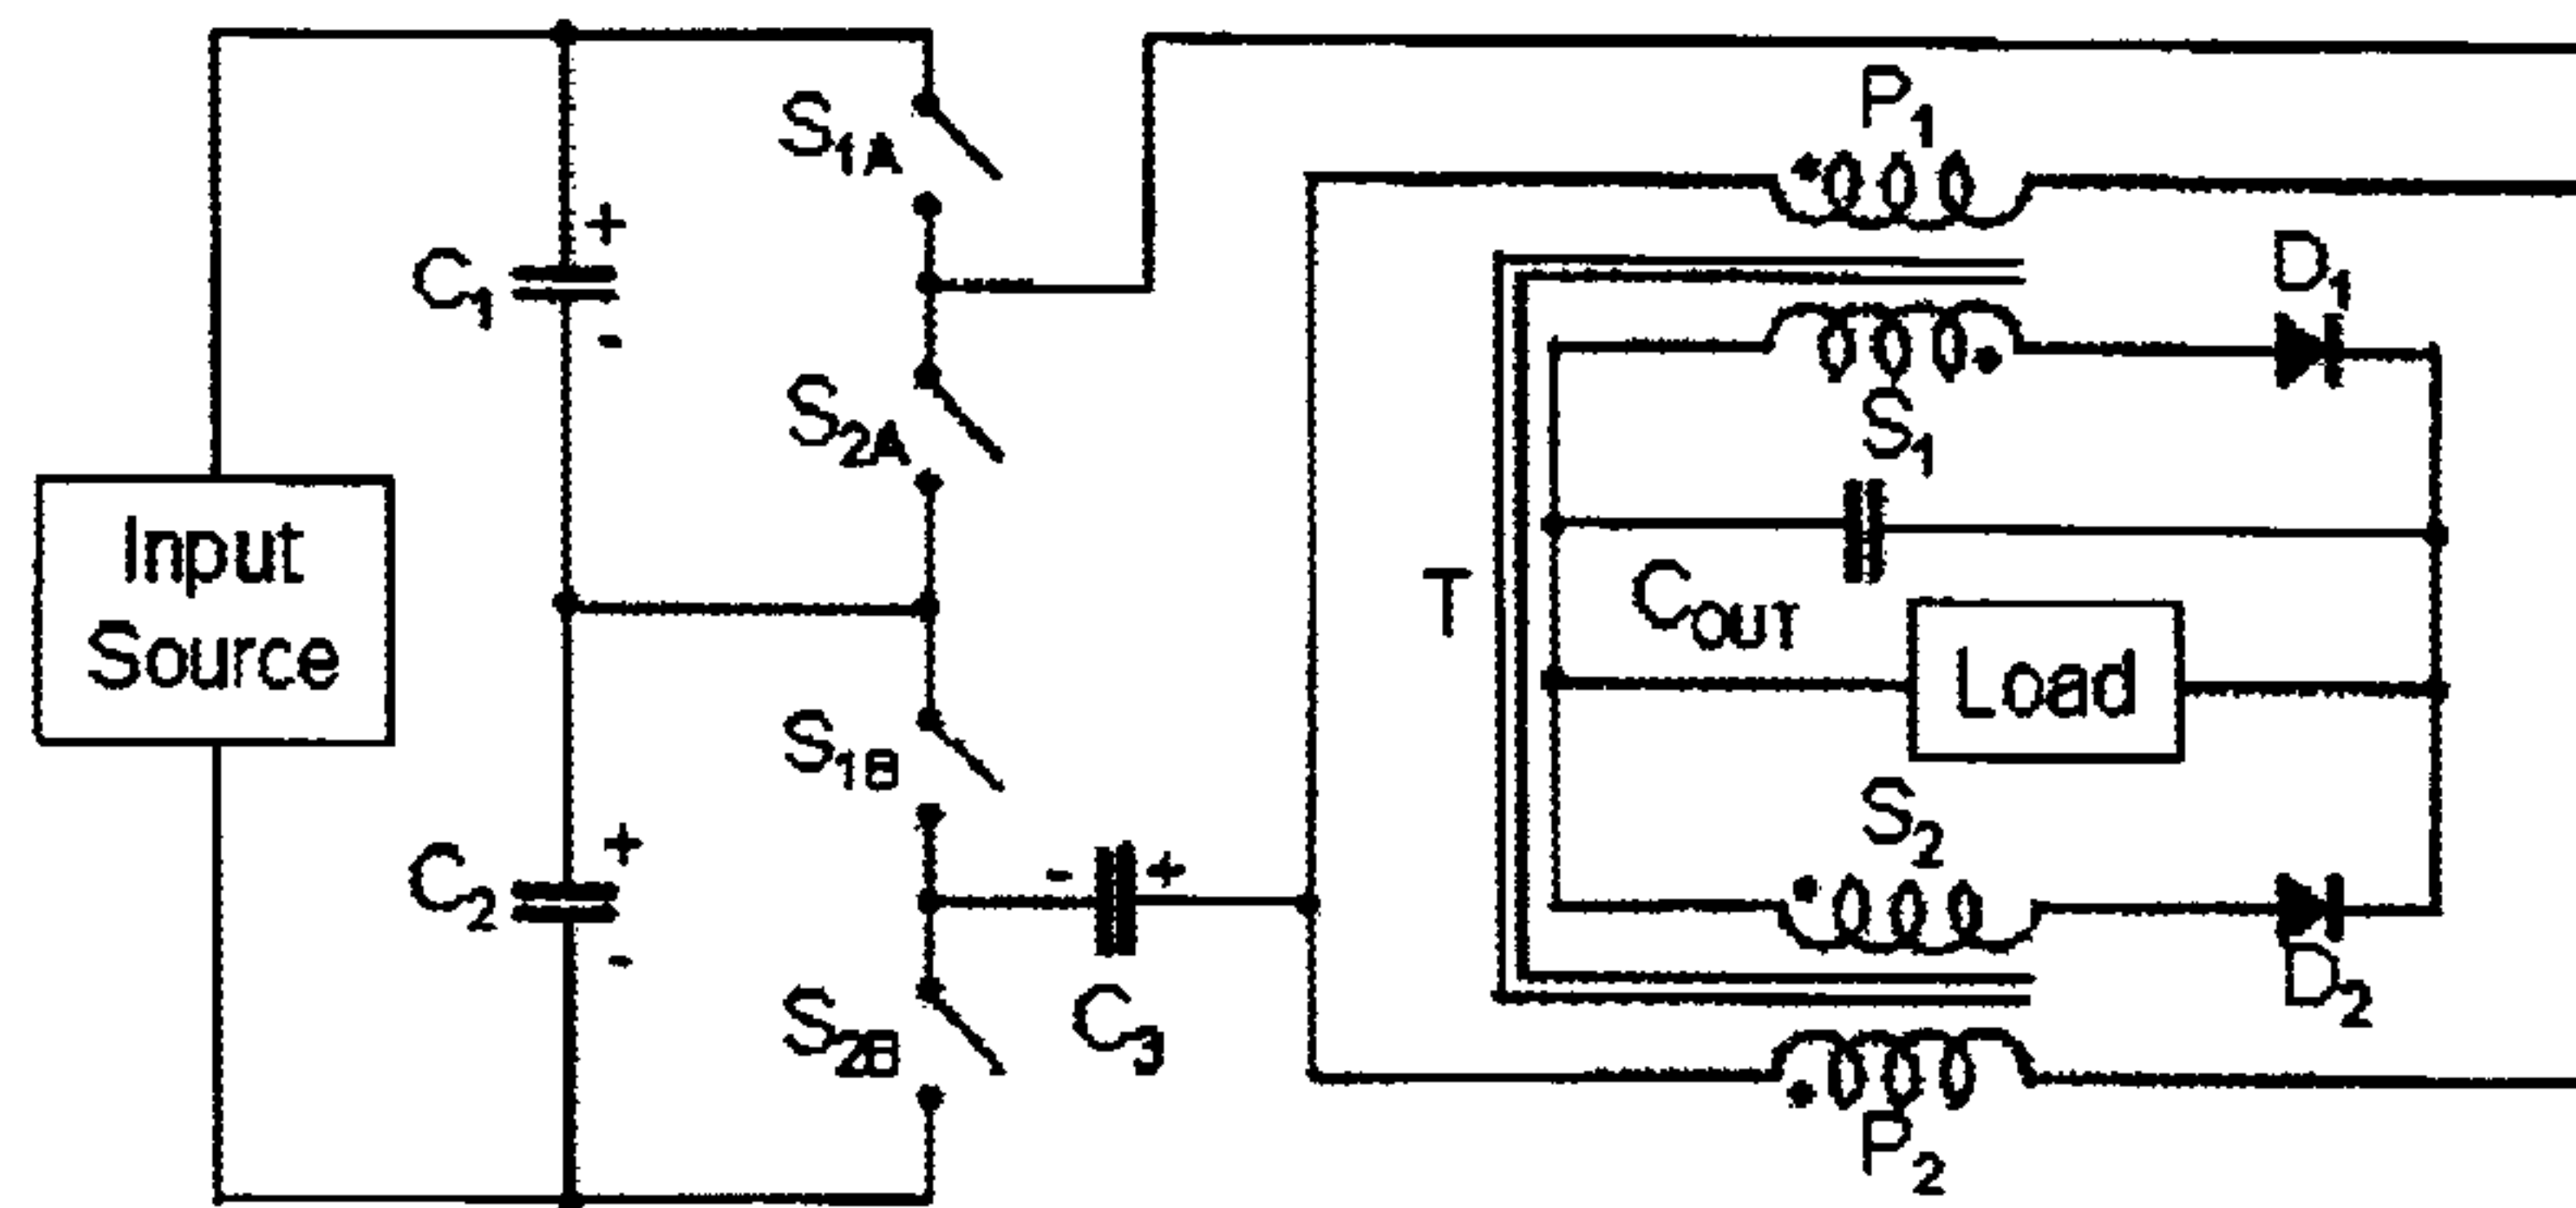 S1A
P1
C1
+
-
D1
S2A
S1
Input
Source
T
COUT
Load
S1B
S2
C2
+
-
- +
S2B
C3
D2
P2